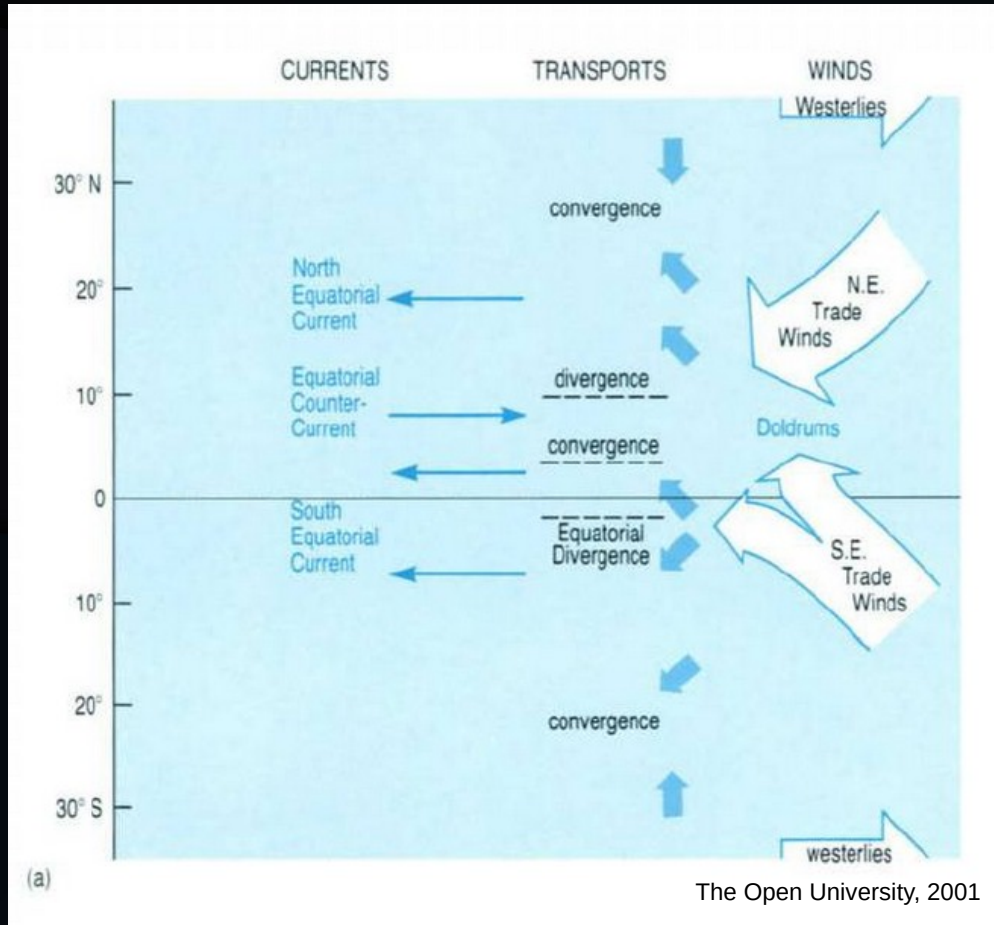 CURRENTS
TRANSPORTS
WINDS
Westerlies
30° N
convergence
North
Equatorial
Current
20°
N.E.
Trade
Winds
Equatorial
Counter-
Current
10°
divergence
convergence
Doldrums
0
South
Equatorial
Current
Equatorial
Divergence
S.E.
Trade
Winds
10°
20°
convergence
30° S
westerlies
(a)
The Open University, 2001